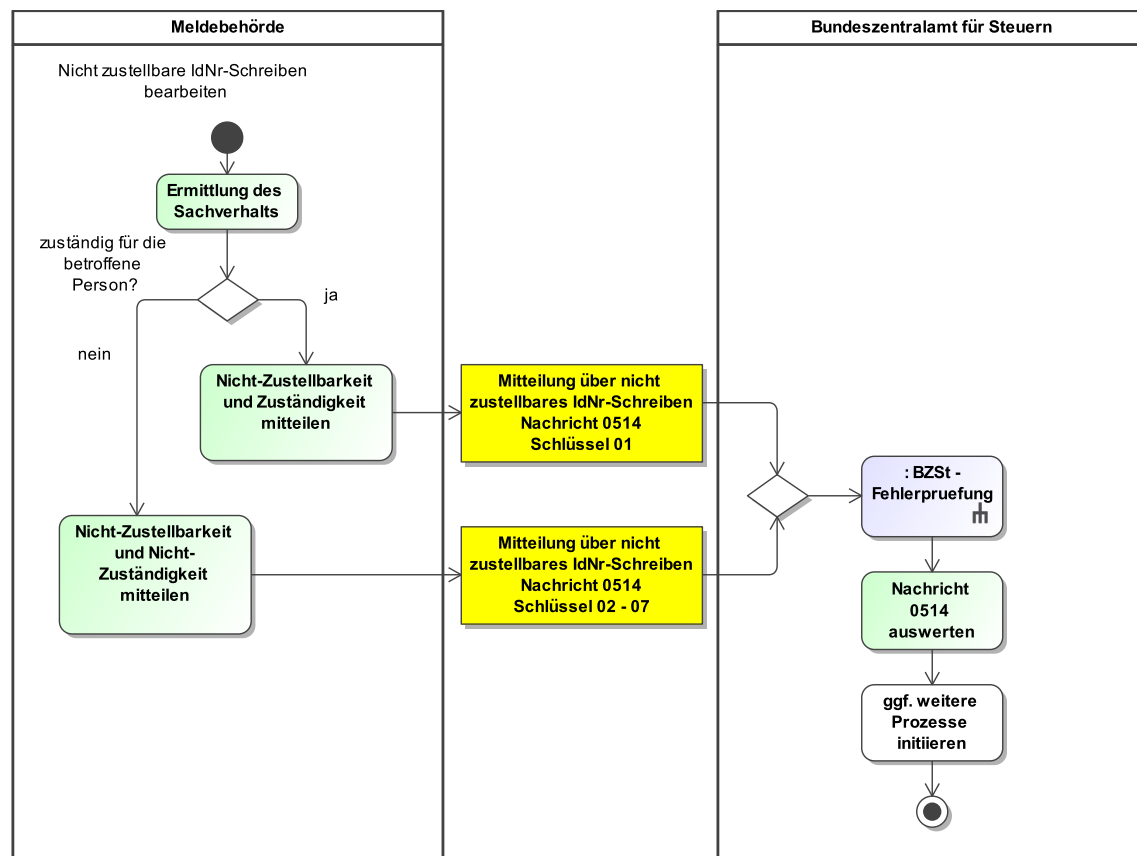 Meldebehörde
Bundeszentralamt für Steuern
Nicht zustellbare IdNr-Schreiben
bearbeiten
Ermittlung des
Sachverhalts
zuständig für die
betroffene
Person?
ja
nein
Nicht-Zustellbarkeit
und Zuständigkeit
mitteilen
Mitteilung über nicht
zustellbares IdNr-Schreiben
Nachricht 0514
Schlüssel 01
: BZSt -
Fehlerpruefung
Nicht-Zustellbarkeit
und Nicht-
Zuständigkeit
mitteilen
Mitteilung über nicht
zustellbares IdNr-Schreiben
Nachricht 0514
Schlüssel 02 - 07
Nachricht
0514
auswerten
ggf. weitere
Prozesse
initiieren